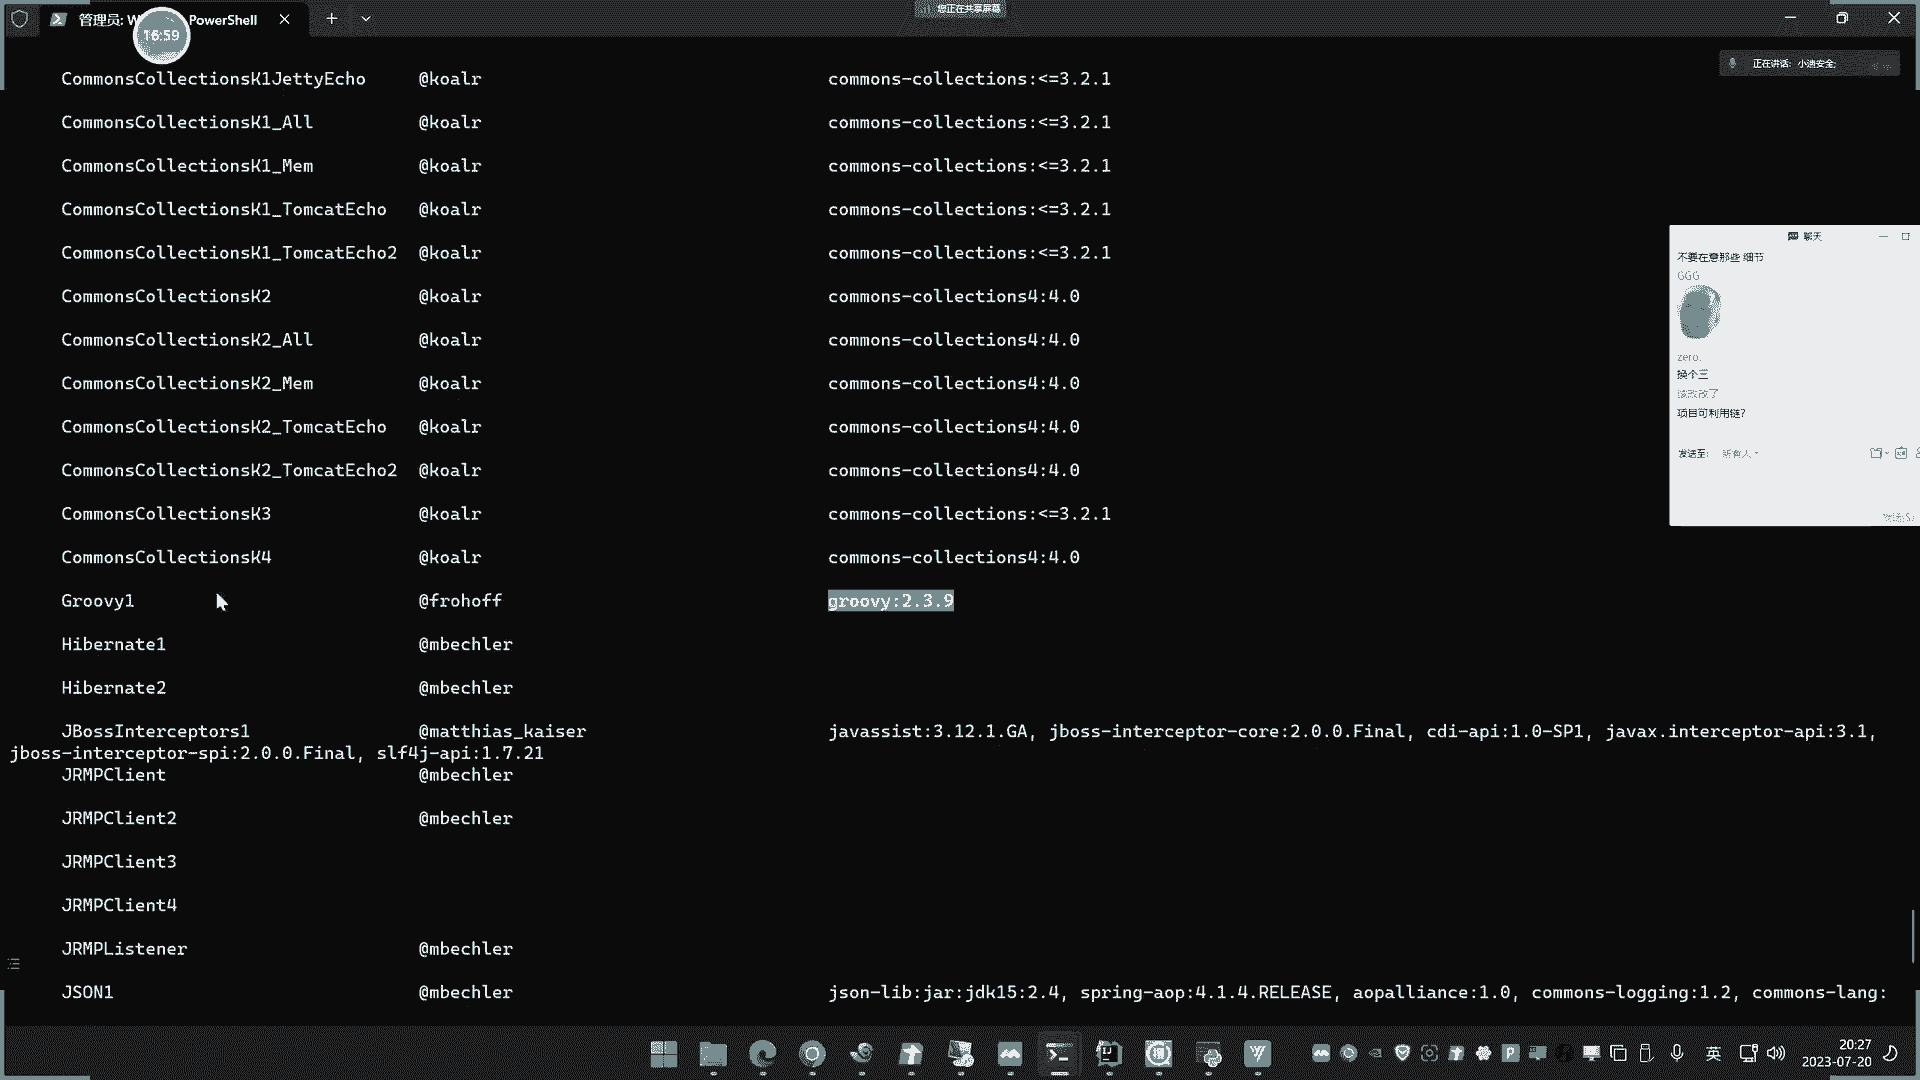 管理员: W PowerShell
16:59
您正在共享屏幕
正在讲话: 小迪安全;
CommonsCollectionsK1JettyEcho @koalr commons-collections:<=3.2.1
CommonsCollectionsK1_All @koalr commons-collections:<=3.2.1
CommonsCollectionsK1_Mem @koalr commons-collections:<=3.2.1
CommonsCollectionsK1_TomcatEcho @koalr commons-collections:<=3.2.1
CommonsCollectionsK1_TomcatEcho2 @koalr commons-collections:<=3.2.1
CommonsCollectionsK2 @koalr commons-collections4:4.0
CommonsCollectionsK2_All @koalr commons-collections4:4.0
CommonsCollectionsK2_Mem @koalr commons-collections4:4.0
CommonsCollectionsK2_TomcatEcho @koalr commons-collections4:4.0
CommonsCollectionsK2_TomcatEcho2 @koalr commons-collections4:4.0
CommonsCollectionsK3 @koalr commons-collections:<=3.2.1
CommonsCollectionsK4 @koalr commons-collections4:4.0
Groovy1 @frohoff groovy:2.3.9
Hibernate1 @mbechler
Hibernate2 @mbechler
JBossInterceptors1 @matthias_kaiser javassist:3.12.1.GA, jboss-interceptor-core:2.0.0.Final, cdi-api:1.0-SP1, javax.interceptor-api:3.1,
jboss-interceptor-spi:2.0.0.Final, slf4j-api:1.7.21
JRMPClient @mbechler
JRMPClient2 @mbechler
JRMPClient3
JRMPClient4
JRMPListener @mbechler
JSON1 @mbechler json-lib:jar:jdk15:2.4, spring-aop:4.1.4.RELEASE, aopalliance:1.0, commons-logging:1.2, commons-lang:
聊天
不要在意那些 细节
GGG
zero.
换个三
项目可利用链?
发送至: 所有人
英
20:27
2023-07-20